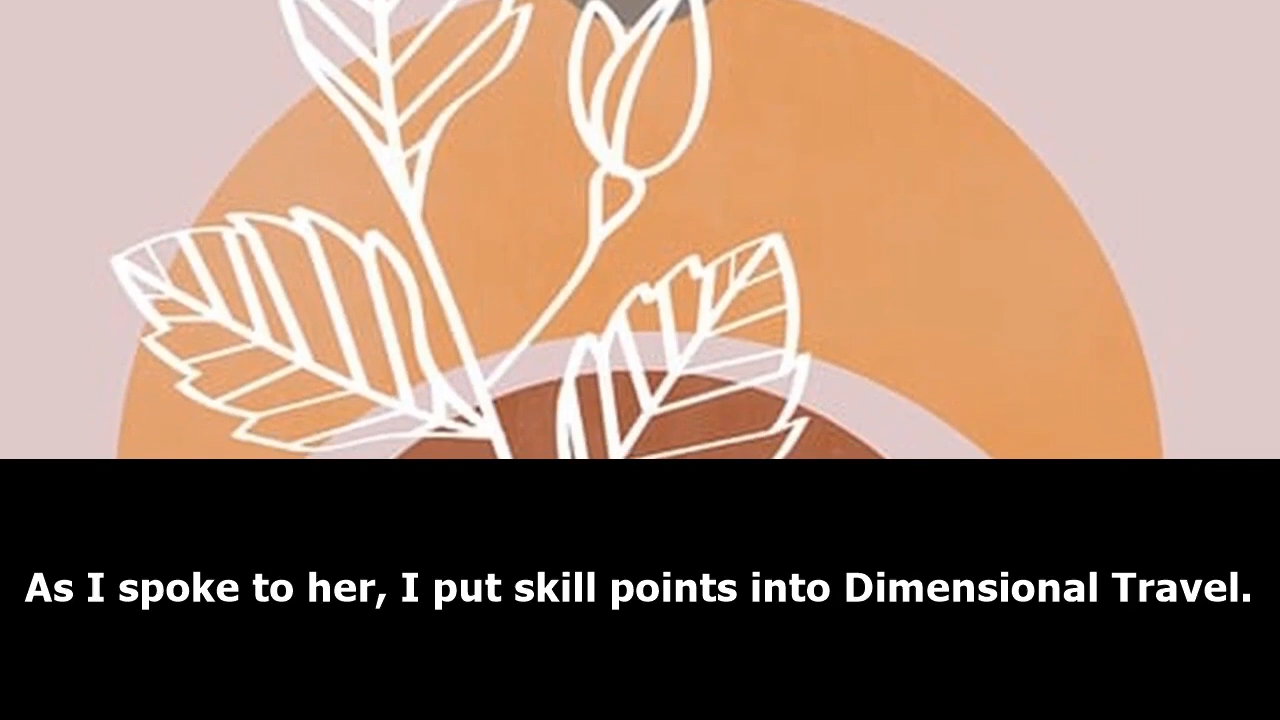 As I spoke to her, I put skill points into Dimensional Travel.